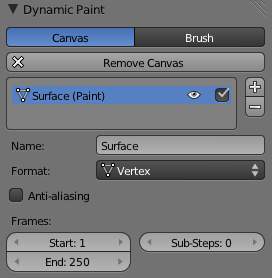 Dynamic Paint
Canvas Brush
Remove Canvas
Surface (Paint)
Name: Surface
Format: Vertex
Anti-aliasing
Frames:
Start: 1 Sub-Steps: 0
End: 250